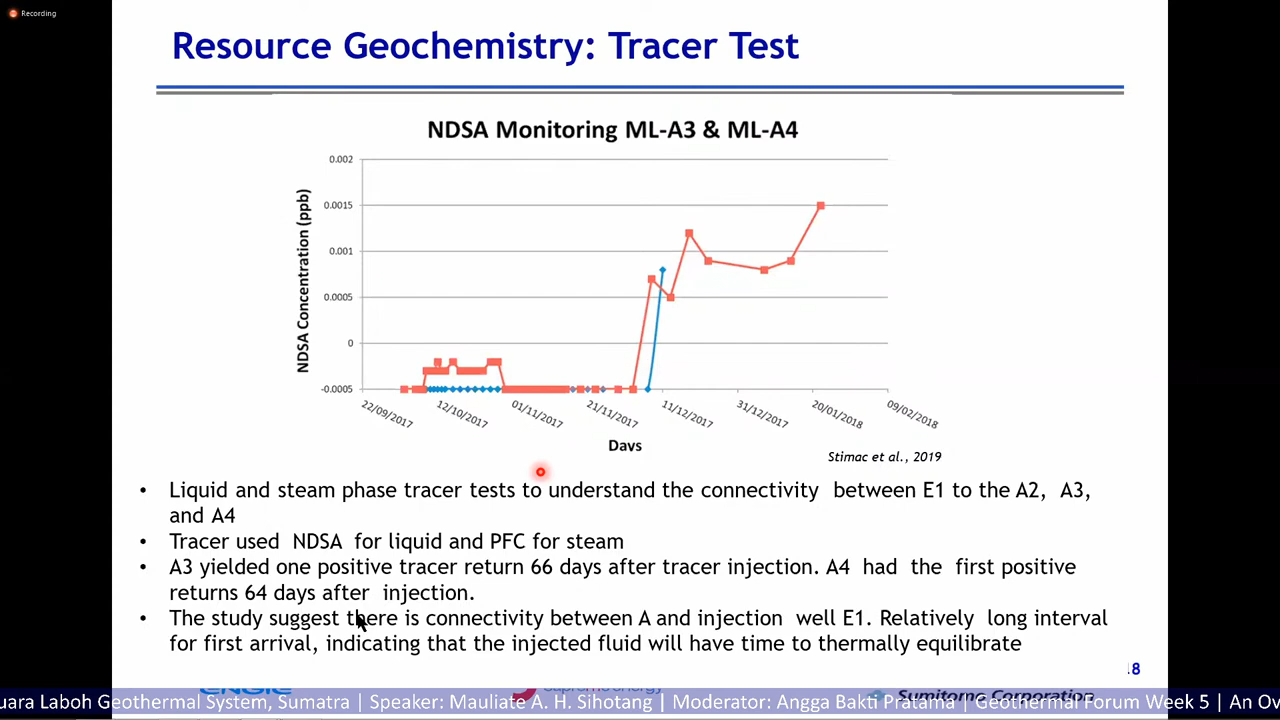 Recording
Resource Geochemistry: Tracer Test
NDSA Monitoring ML-A3 & ML-A4
NDSA Concentration (ppb)
0.002
0.0015
0.001
0.0005
0
-0.0005
22/09/2017
12/10/2017
01/11/2017
21/11/2017
11/12/2017
31/12/2017
20/01/2018
09/02/2018
Days
Stimac et al., 2019
• Liquid and steam phase tracer tests to understand the connectivity between E1 to the A2, A3,
and A4
• Tracer used NDSA for liquid and PFC for steam
• A3 yielded one positive tracer return 66 days after tracer injection. A4 had the first positive
returns 64 days after injection.
• The study suggest there is connectivity between A and injection well E1. Relatively long interval
for first arrival, indicating that the injected fluid will have time to thermally equilibrate
18
ENGIE
Supreme energy
Sumitomo Corporation
uara Laboh Geothermal System, Sumatra | Speaker: Mauliate A. H. Sihotang | Moderator: Angga Bakti Pratama | Geothermal Forum Week 5 | An Ov